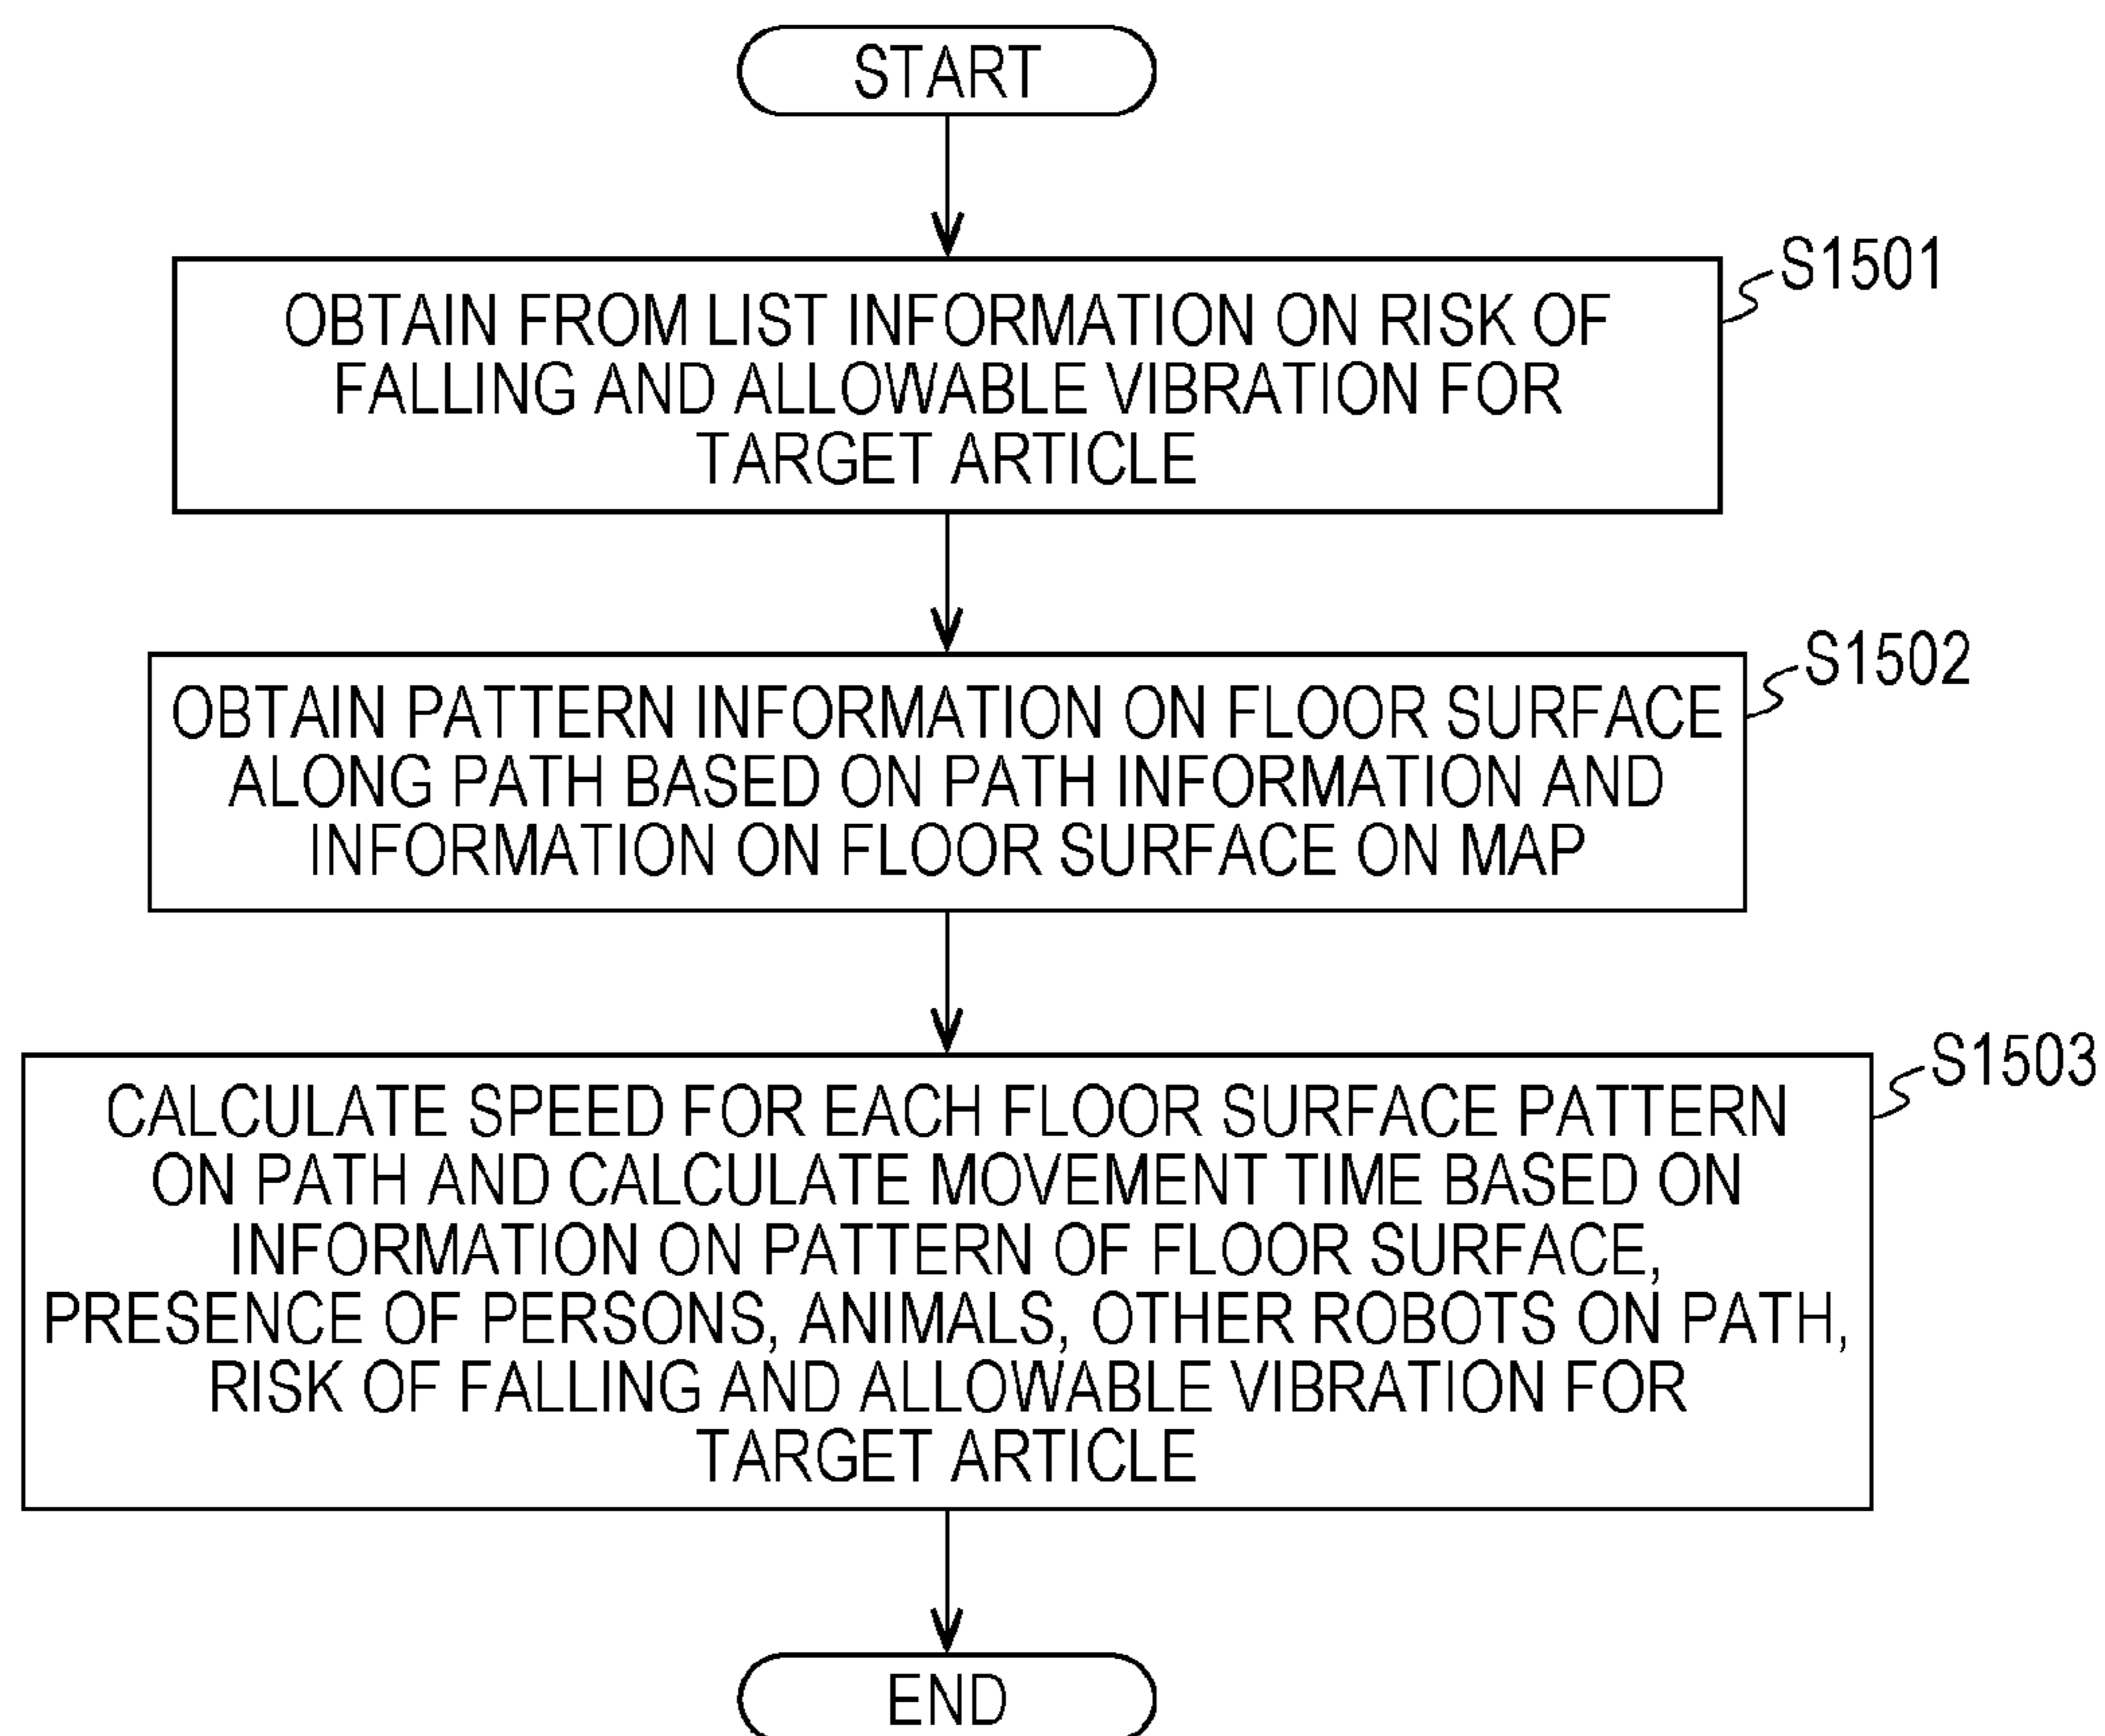 START
S1501
OBTAIN FROM LIST INFORMATION ON RISK OF
FALLING AND ALLOWABLE VIBRATION FOR
TARGET ARTICLE
S1502
OBTAIN PATTERN INFORMATION ON FLOOR SURFACE
ALONG PATH BASED ON PATH INFORMATION AND
INFORMATION ON FLOOR SURFACE ON MAP
S1503
CALCULATE SPEED FOR EACH FLOOR SURFACE PATTERN
ON PATH AND CALCULATE MOVEMENT TIME BASED ON
INFORMATION ON PATTERN OF FLOOR SURFACE,
PRESENCE OF PERSONS, ANIMALS, OTHER ROBOTS ON PATH,
RISK OF FALLING AND ALLOWABLE VIBRATION FOR
TARGET ARTICLE
END